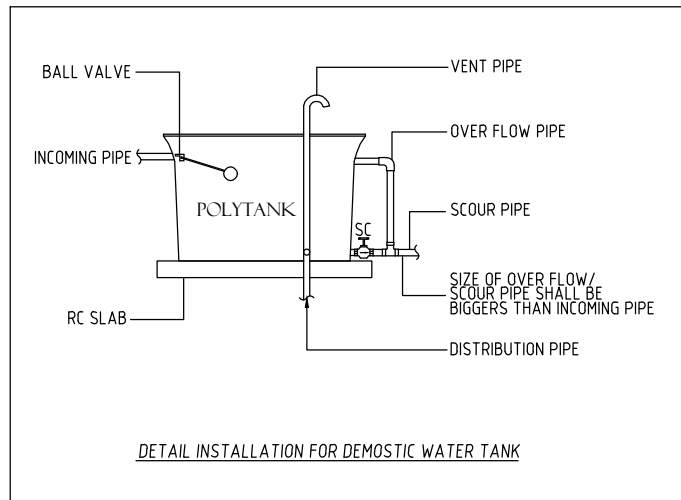 BALL VALVE
VENT PIPE
OVER FLOW PIPE
INCOMING PIPE
POLYTANK
SCOUR PIPE
SC
SIZE OF OVER FLOW/
SCOUR PIPE SHALL BE
BIGGERS THAN INCOMING PIPE
RC SLAB
DISTRIBUTION PIPE
DETAIL INSTALLATION FOR DEMOSTIC WATER TANK